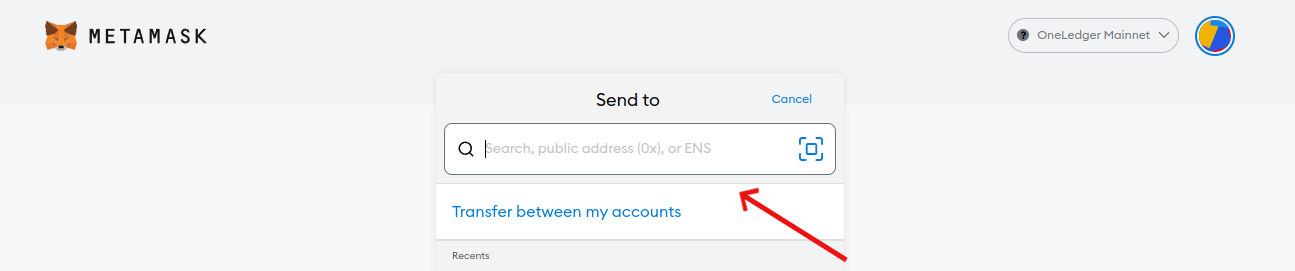 METAMASK
? OneLedger Mainnet
Send to
Cancel
Search, public address (0x), or ENS
Transfer between my accounts
Recents